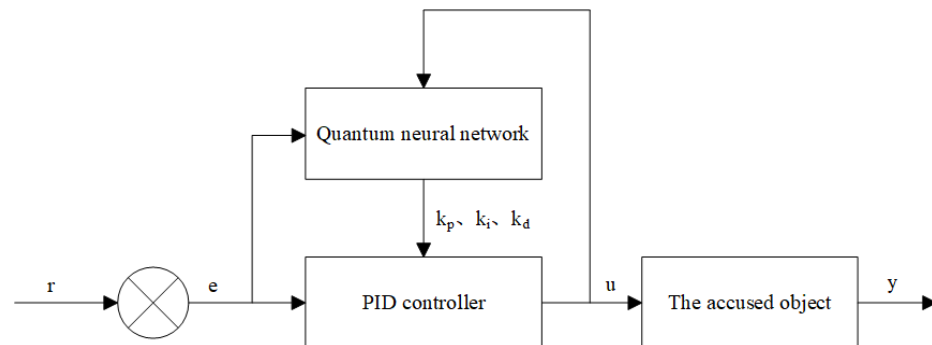 Quantum neural network
kp、ki、kd
r
e
PID controller
u
The accused object
y